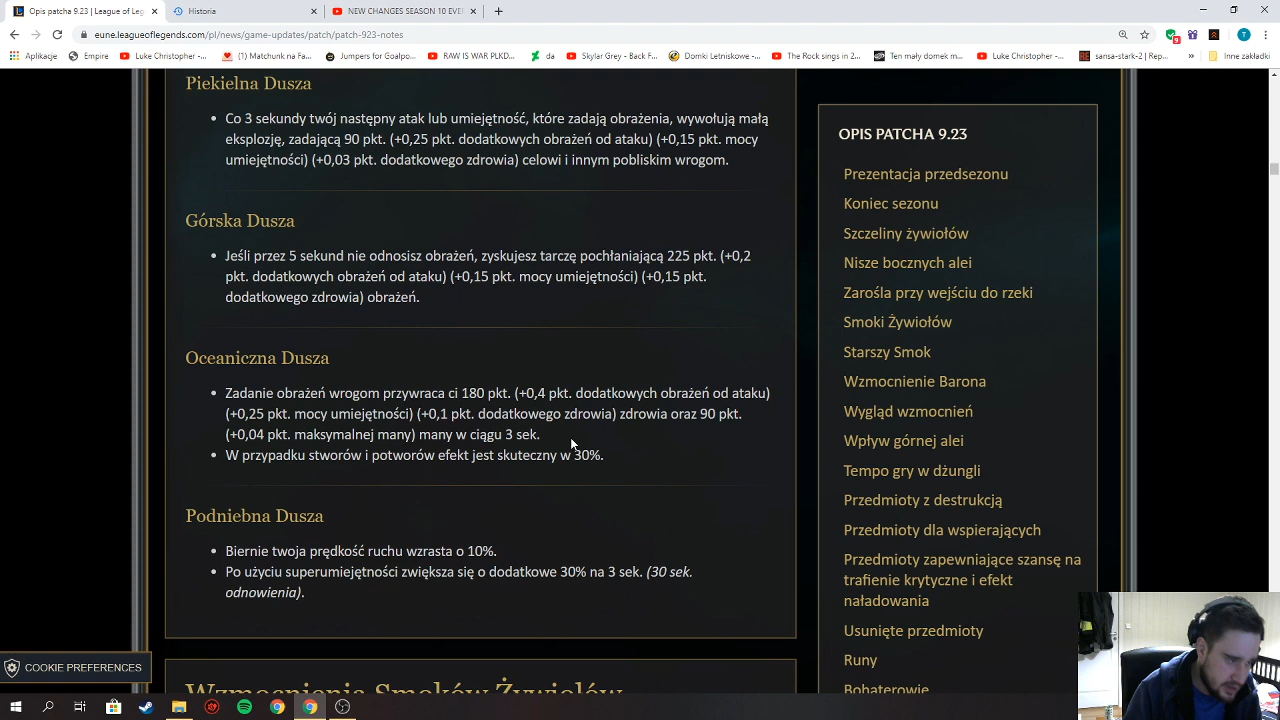 Opis patcha 9.23 | League of Leg
Historia
NEW CHANGES SEASON 10 EVE
eune.leagueoflegends.com/pl/news/game-updates/patch/patch-923-notes
Aplikacje
Empire
Luke Christopher -...
Matchunk na Fa...
Jumpers for Goalpo...
RAW IS WAR PLKD...
da
Skylar Grey - Back F...
Domki Letniskowe -...
The Rock sings in 2...
Ten mały domek m...
Luke Christopher -...
sansa-stark-2 | Rep...
»
Inne zakładki
Piekielna Dusza
Co 3 sekundy twój następny atak lub umiejętność, które zadają obrażenia, wywołują małą
eksplozję, zadającą 90 pkt. (+0,25 pkt. dodatkowych obrażeń od ataku) (+0,15 pkt. mocy
umiejętności) (+0,03 pkt. dodatkowego zdrowia) celowi i innym pobliskim wrogom.
Górska Dusza
Jeśli przez 5 sekund nie odnosisz obrażeń, zyskujesz tarczę pochłaniającą 225 pkt. (+0,2
pkt. dodatkowych obrażeń od ataku) (+0,15 pkt. mocy umiejętności) (+0,15 pkt.
dodatkowego zdrowia) obrażeń.
Oceaniczna Dusza
Zadanie obrażeń wrogom przywraca ci 180 pkt. (+0,4 pkt. dodatkowych obrażeń od ataku)
(+0,25 pkt. mocy umiejętności) (+0,1 pkt. dodatkowego zdrowia) zdrowia oraz 90 pkt.
(+0,04 pkt. maksymalnej many) many w ciągu 3 sek.
W przypadku stworów i potworów efekt jest skuteczny w 30%.
Podniebna Dusza
Biernie twoja prędkość ruchu wzrasta o 10%.
Po użyciu superumiejętności zwiększa się o dodatkowe 30% na 3 sek. (30 sek.
odnowienia).
Wzmocnienia Smoków Żywiołów
OPIS PATCHA 9.23
Prezentacja przedsezonu
Koniec sezonu
Szczeliny żywiołów
Nisze bocznych alei
Zarośla przy wejściu do rzeki
Smoki Żywiołów
Starszy Smok
Wzmocnienie Barona
Wygląd wzmocnień
Wpływ górnej alei
Tempo gry w dżungli
Przedmioty z destrukcją
Przedmioty dla wspierających
Przedmioty zapewniające szansę na
trafienie krytyczne i efekt
naładowania
Usunięte przedmioty
Runy
Bohaterowie
COOKIE PREFERENCES